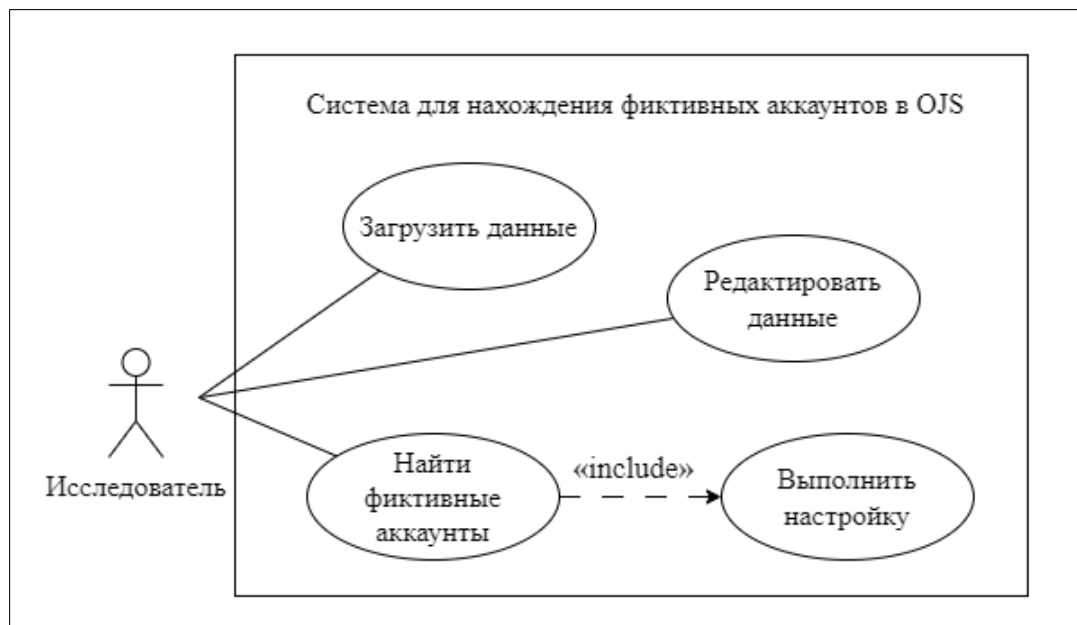 Система для нахождения фиктивных аккаунтов в OJS
Загрузить данные
Редактировать
данные
Исследователь
Найти
фиктивные
аккаунты
«include»
Выполнить
настройку